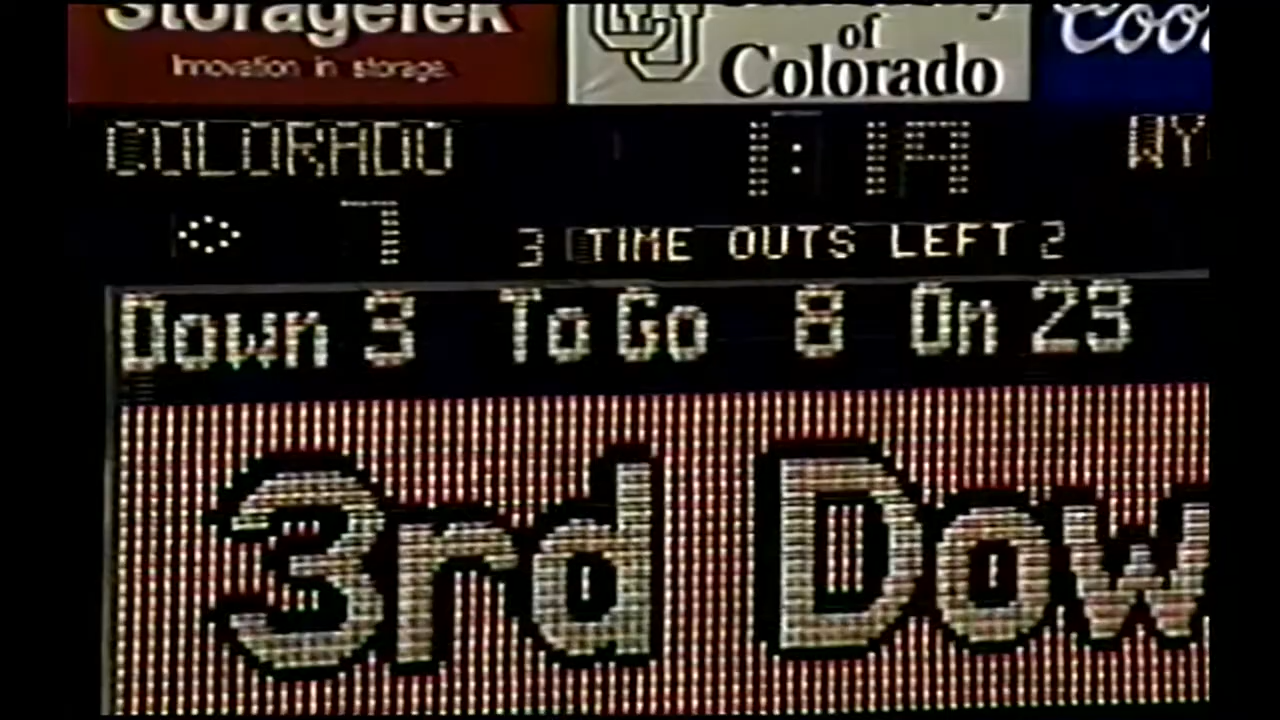 StorageTek
Innovation in storage.
CU
of
Colorado
COLORADO
7
3 TIME OUTS LEFT 2
Down 3 To Go 8 On 23
3rd Dow